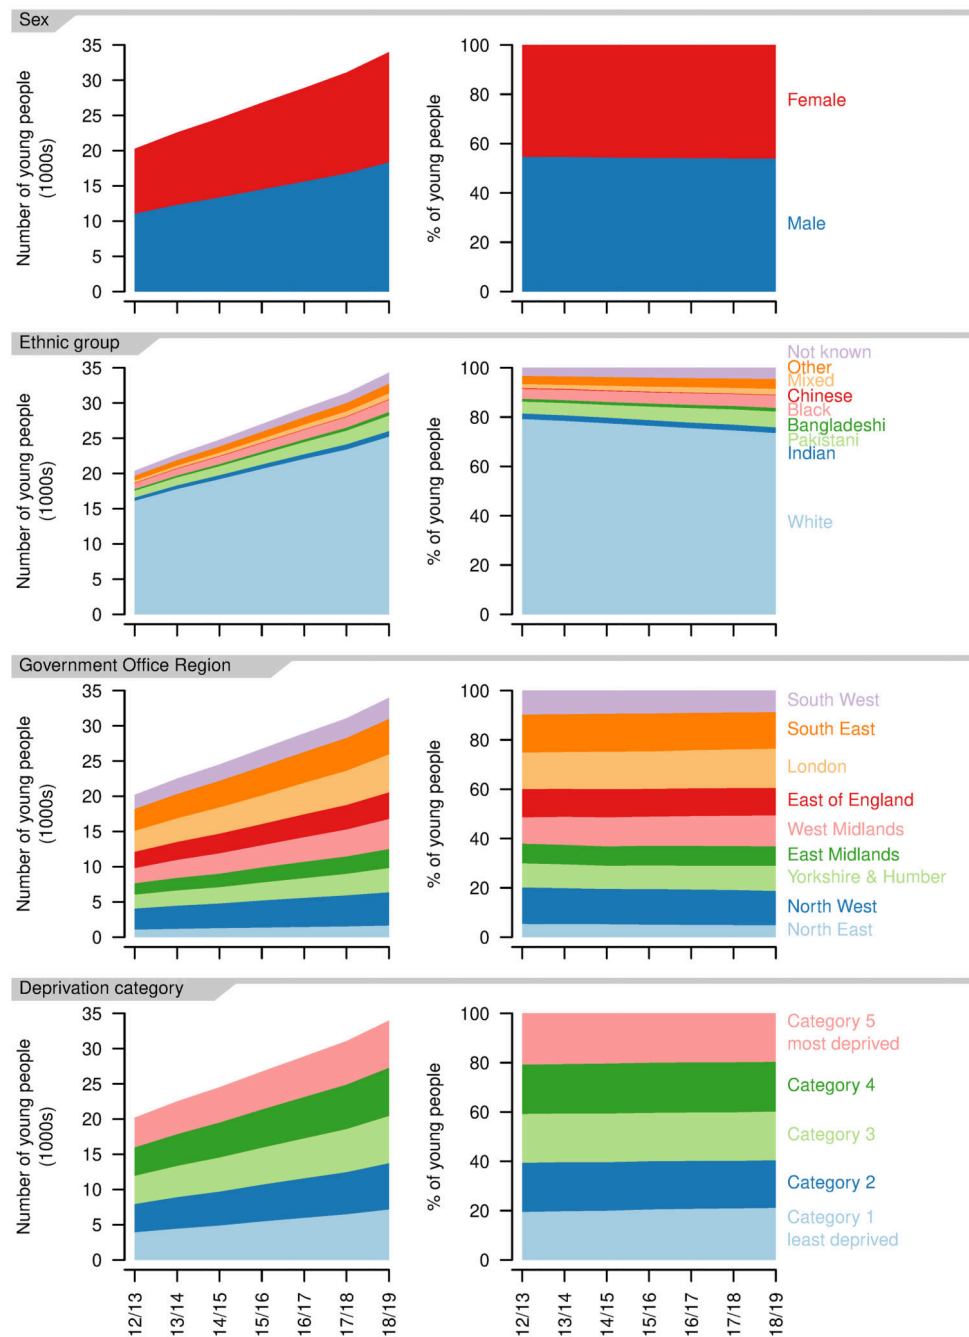 Sex
Number of young people
(1000s)
35
30
25
20
15
10
5
0
% of young people
100
80
60
40
20
0
Female
Male
Ethnic group
Number of young people
(1000s)
35
30
25
20
15
10
5
0
% of young people
100
80
60
40
20
0
Not known
Other
Mixed
Chinese
Black
Bangladeshi
Pakistani
Indian
White
Government Office Region
Number of young people
(1000s)
35
30
25
20
15
10
5
0
% of young people
100
80
60
40
20
0
South West
South East
London
East of England
West Midlands
East Midlands
Yorkshire & Humber
North West
North East
Deprivation category
Number of young people
(1000s)
35
30
25
20
15
10
5
0
% of young people
100
80
60
40
20
0
Category 5
most deprived
Category 4
Category 3
Category 2
Category 1
least deprived
12/13
13/14
14/15
15/16
16/17
17/18
18/19
12/13
13/14
14/15
15/16
16/17
17/18
18/19